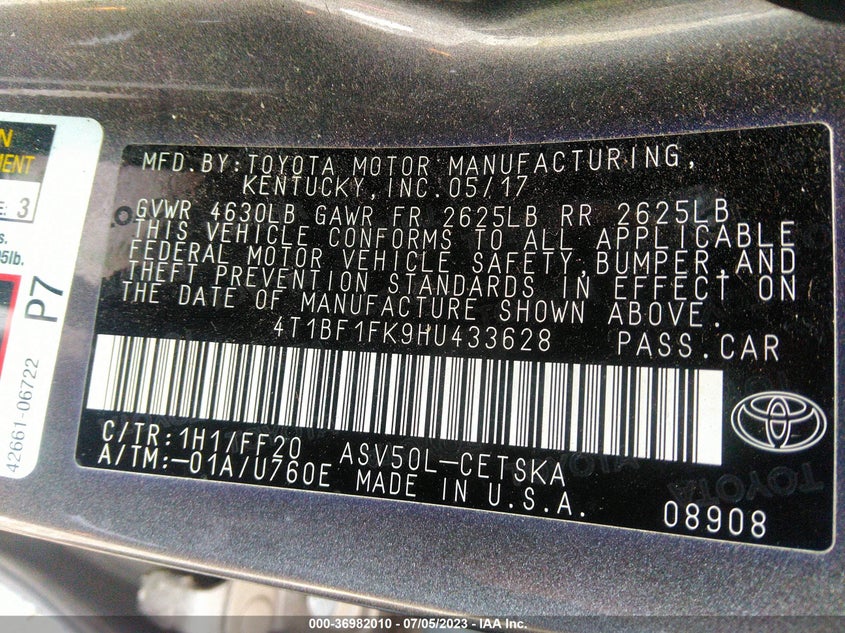 MFD.BY:TOYOTA MOTOR MANUFACTURING,
KENTUCKY,INC.05/17
GVWR 4630LB GAWR FR 2625LB RR 2625LB
THIS VEHICLE CONFORMS TO ALL APPLICABLE
FEDERAL MOTOR VEHICLE SAFETY,BUMPER,AND
THEFT PREVENTION STANDARDS IN EFFECT ON
THE DATE OF MANUFACTURE SHOWN ABOVE.
4T1BF1FK9HU433628 PASS.CAR
C/TR:1H1/FF20 ASV50L-CETSKA
A/TM:-01A/U760E MADE IN U.S.A.
08908
TOYOTA
3
P7
42661-06722
000-36982010 - 07/05/2023 - IAA Inc.